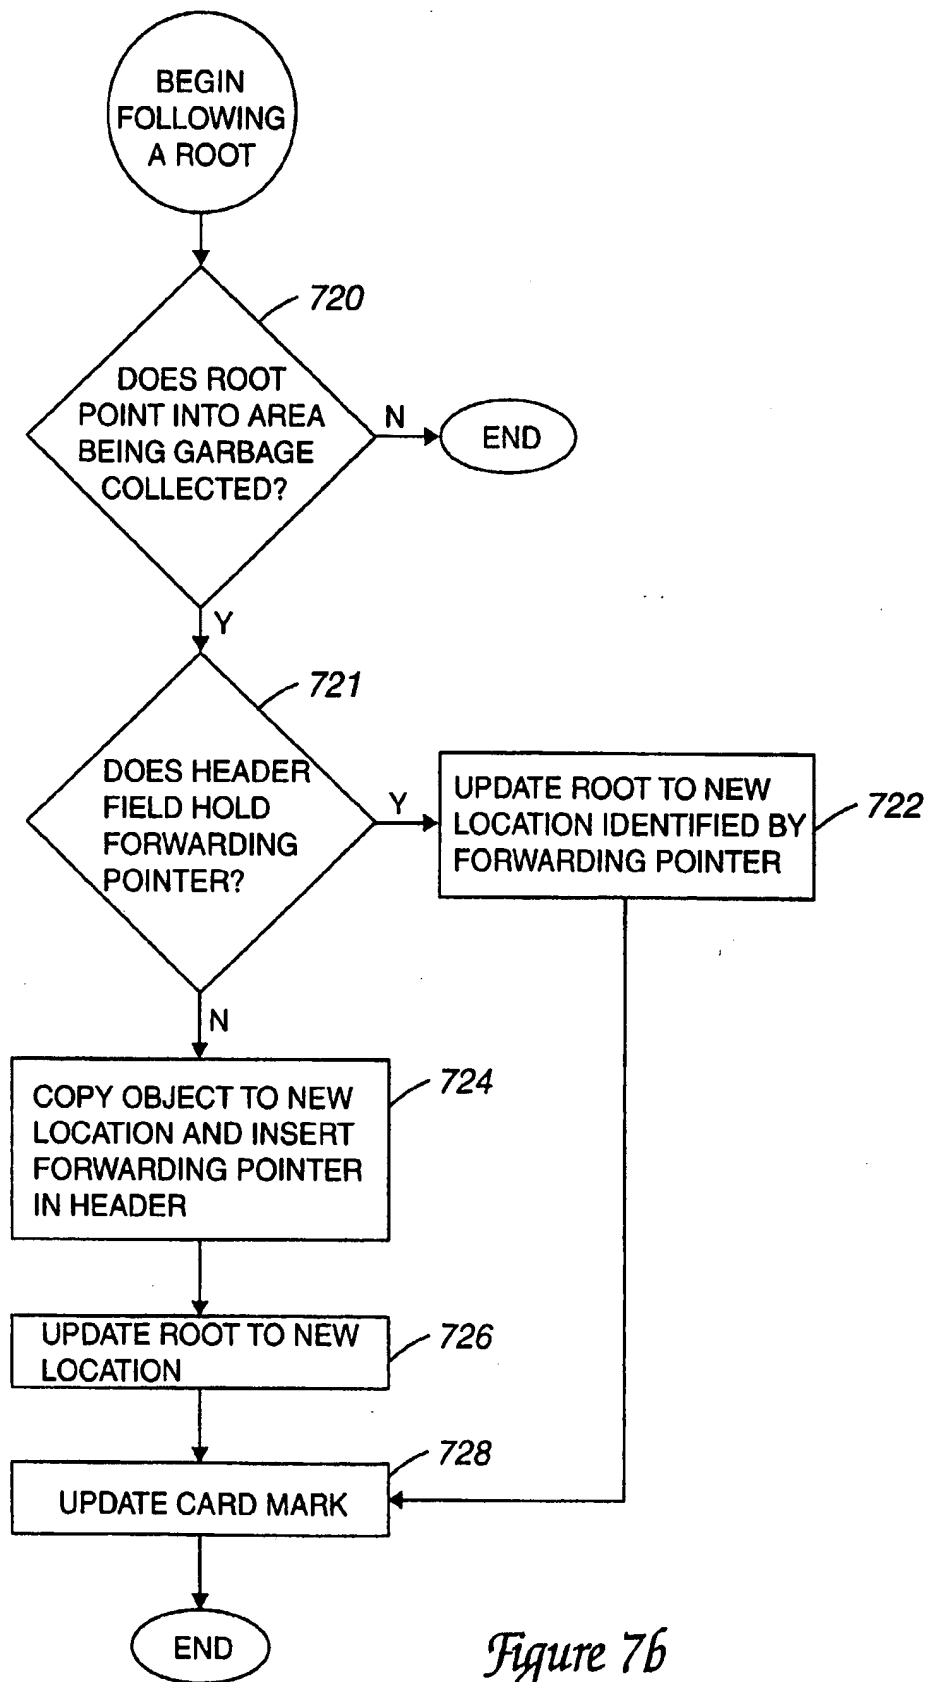 BEGIN
FOLLOWING
A ROOT
720
DOES ROOT
POINT INTO AREA
BEING GARBAGE
COLLECTED?
N
END
Y
721
DOES HEADER
FIELD HOLD
FORWARDING
POINTER?
Y
UPDATE ROOT TO NEW
LOCATION IDENTIFIED BY
FORWARDING POINTER
722
N
724
COPY OBJECT TO NEW
LOCATION AND INSERT
FORWARDING POINTER
IN HEADER
726
UPDATE ROOT TO NEW
LOCATION
728
UPDATE CARD MARK
END
Figure 7b